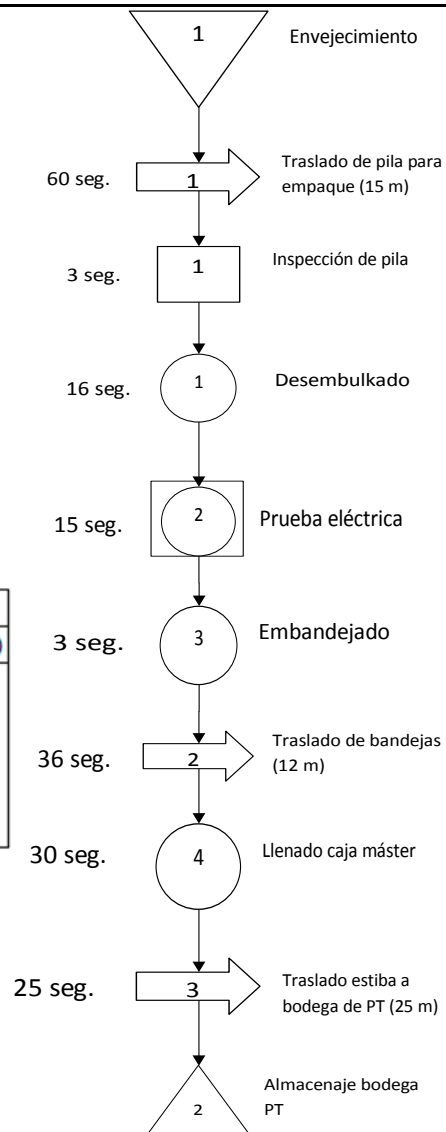 1
Envejecimiento
60 seg.
1
Traslado de pila para
empaque (15 m)
3 seg.
1
Inspección de pila
16 seg.
1
Desembulkado
15 seg.
2
Prueba eléctrica
3 seg.
3
Embandejado
36 seg.
2
Traslado de bandejas
(12 m)
30 seg.
4
Llenado caja máster
25 seg.
3
Traslado estiba a
bodega de PT (25 m)
2
Almacenaje bodega
PT